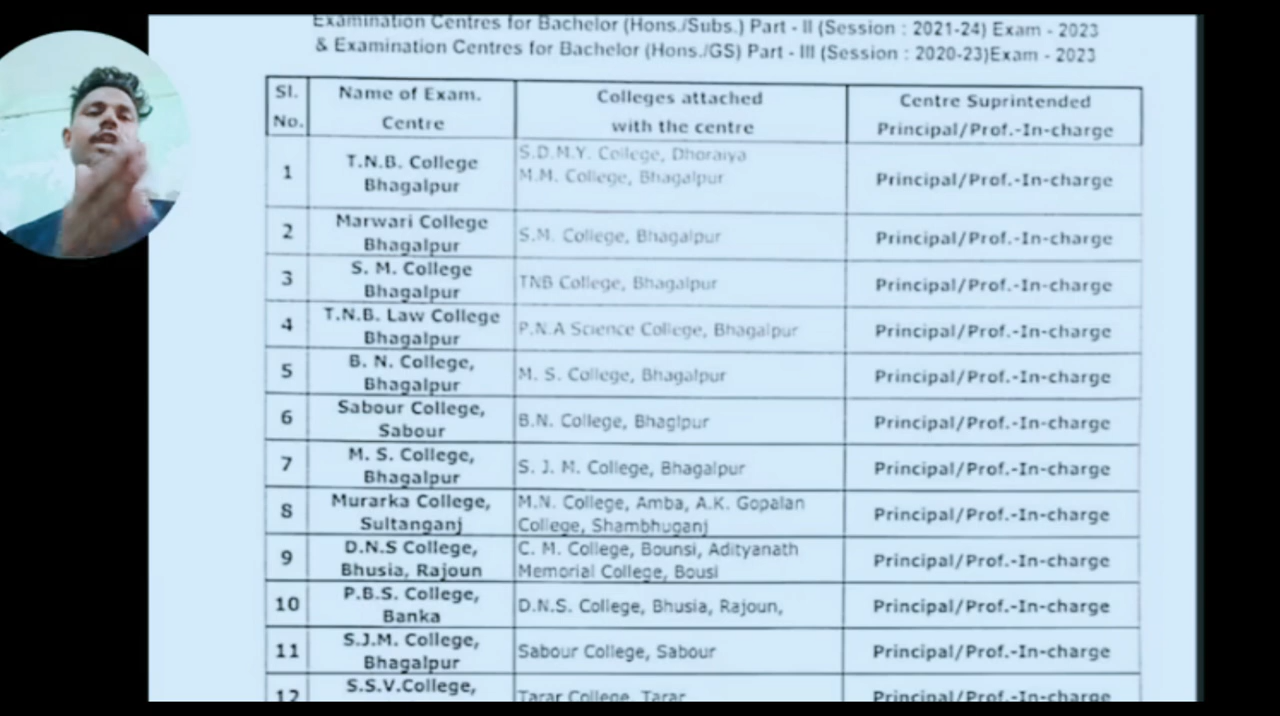 Examination Centres for Bachelor (Hons./Subs.) Part - II (Session : 2021-24) Exam - 2023
& Examination Centres for Bachelor (Hons./GS) Part - III (Session : 2020-23)Exam - 2023
Sl. No. Name of Exam. Centre Colleges attached with the centre Centre Suprintended Principal/Prof.-In-charge
1 T.N.B. College Bhagalpur S.D.M.Y. College, Dhoraiya M.M. College, Bhagalpur Principal/Prof.-In-charge
2 Marwari College Bhagalpur S.M. College, Bhagalpur Principal/Prof.-In-charge
3 S. M. College Bhagalpur TNB College, Bhagalpur Principal/Prof.-In-charge
4 T.N.B. Law College Bhagalpur P.N.A Science College, Bhagalpur Principal/Prof.-In-charge
5 B. N. College, Bhagalpur M. S. College, Bhagalpur Principal/Prof.-In-charge
6 Sabour College, Sabour B.N. College, Bhaglpur Principal/Prof.-In-charge
7 M. S. College, Bhagalpur S. J. M. College, Bhagalpur Principal/Prof.-In-charge
8 Murarka College, Sultanganj M.N. College, Amba, A.K. Gopalan College, Shambhuganj Principal/Prof.-In-charge
9 D.N.S College, Bhusia, Rajoun C. M. College, Bounsi, Adityanath Memorial College, Bousi Principal/Prof.-In-charge
10 P.B.S. College, Banka D.N.S. College, Bhusia, Rajoun, Principal/Prof.-In-charge
11 S.J.M. College, Bhagalpur Sabour College, Sabour Principal/Prof.-In-charge
12 S.S.V.College, Tarar College, Tarar Principal/Prof.-In-charge